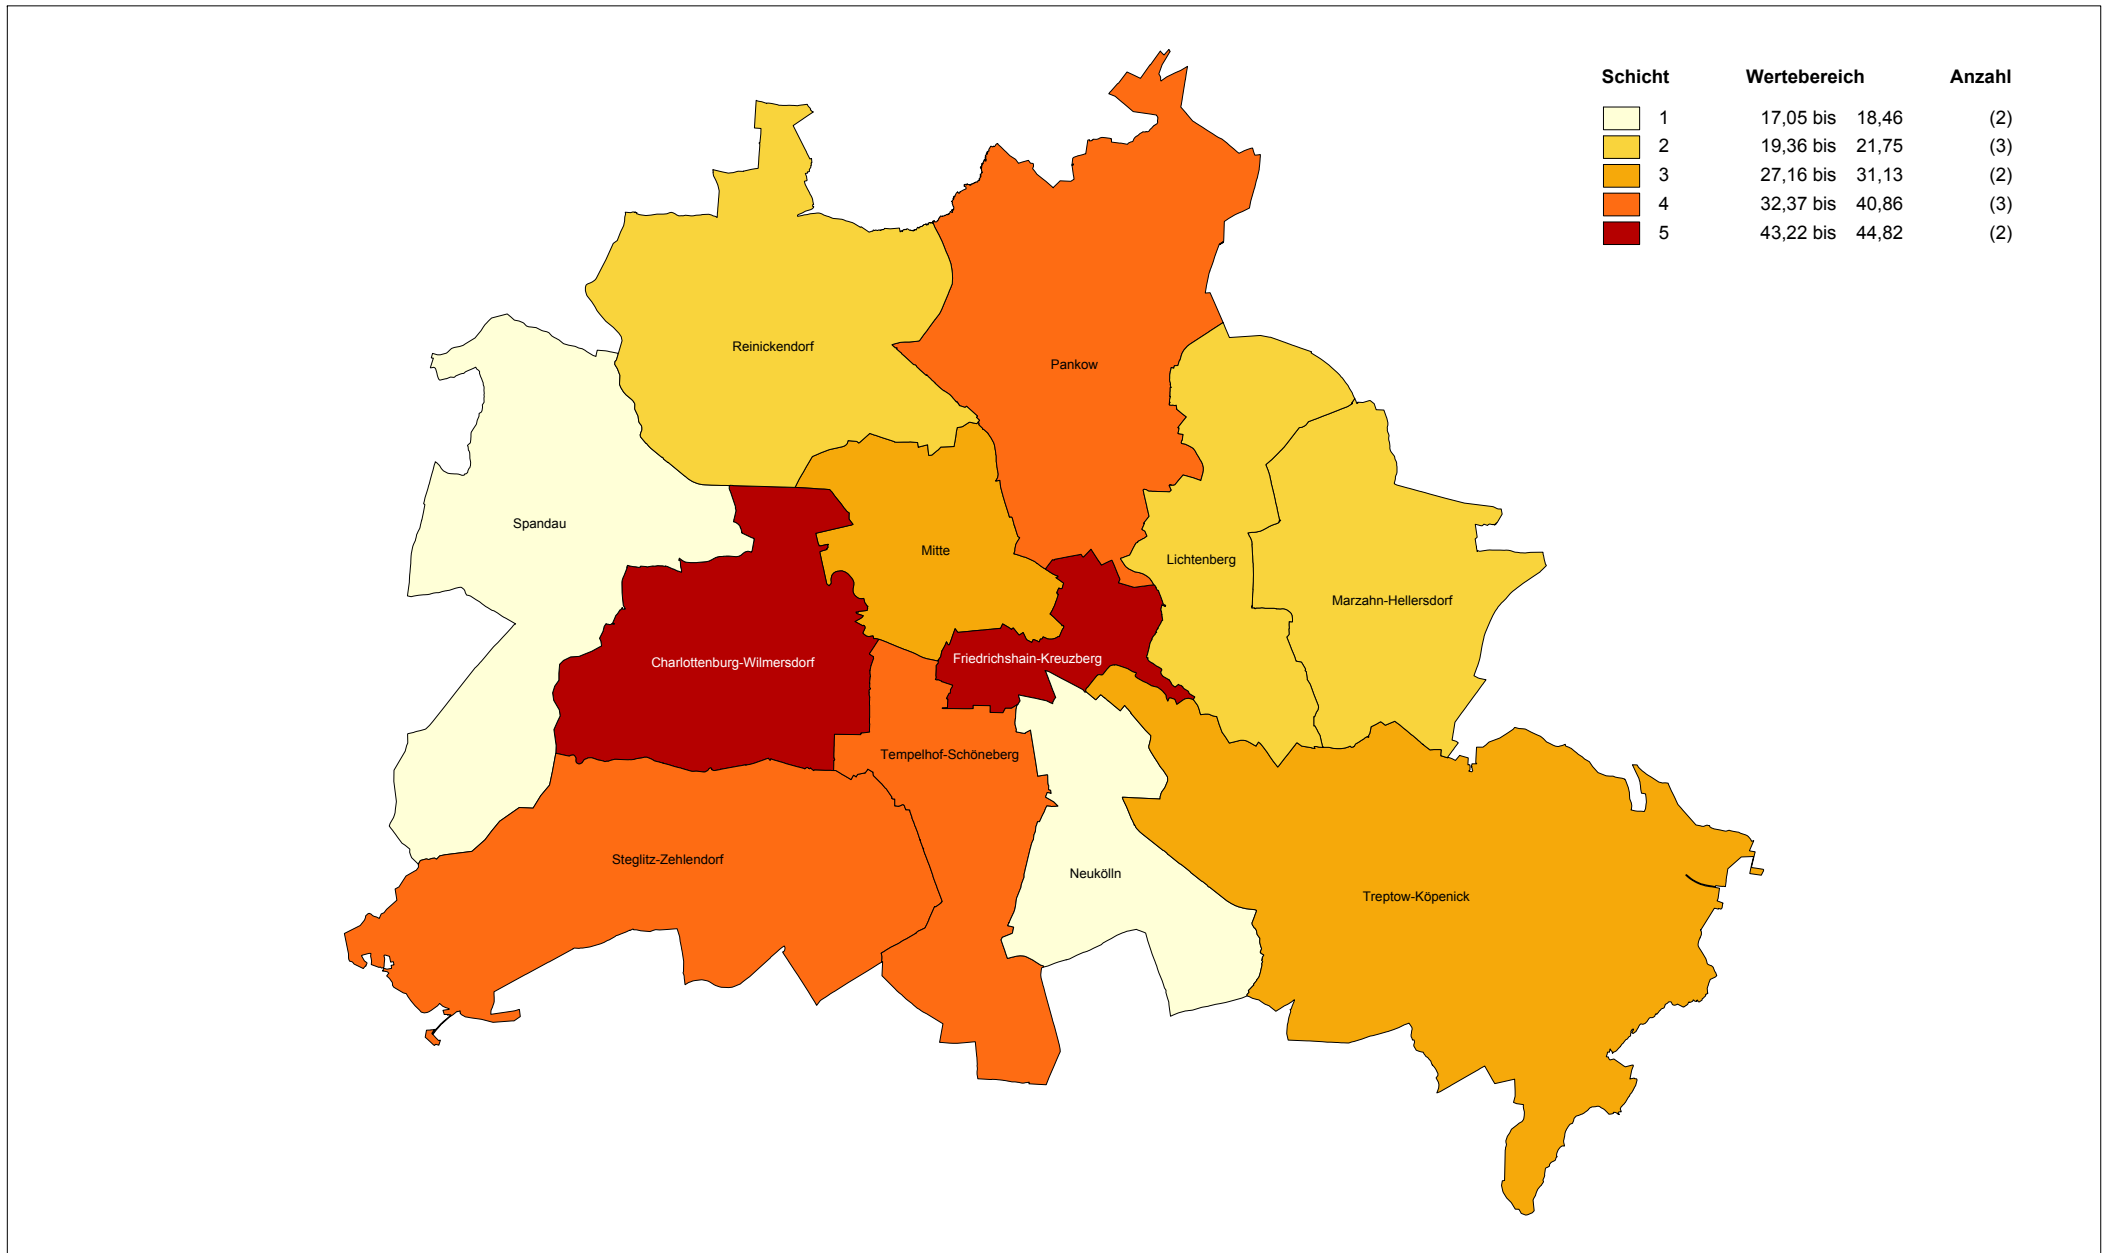 Schicht Wertebereich Anzahl
1 17,05 bis 18,46 (2)
2 19,36 bis 21,75 (3)
3 27,16 bis 31,13 (2)
4 32,37 bis 40,86 (3)
5 43,22 bis 44,82 (2)
Reinickendorf
Pankow
Spandau
Mitte
Lichtenberg
Marzahn-Hellersdorf
Charlottenburg-Wilmersdorf
Friedrichshain-Kreuzberg
Tempelhof-Schöneberg
Steglitz-Zehlendorf
Neukölln
Treptow-Köpenick